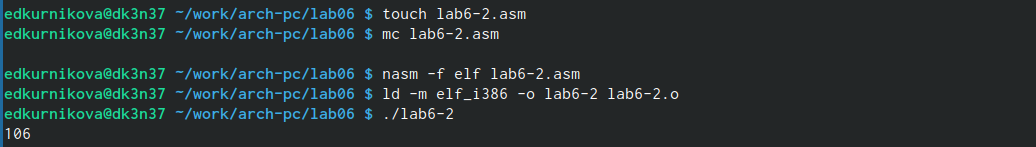 edkurnikova@dk3n37 ~/work/arch-pc/lab06 $ touch lab6-2.asm
edkurnikova@dk3n37 ~/work/arch-pc/lab06 $ mc lab6-2.asm
edkurnikova@dk3n37 ~/work/arch-pc/lab06 $ nasm -f elf lab6-2.asm
edkurnikova@dk3n37 ~/work/arch-pc/lab06 $ ld -m elf_i386 -o lab6-2 lab6-2.o
edkurnikova@dk3n37 ~/work/arch-pc/lab06 $ ./lab6-2
106